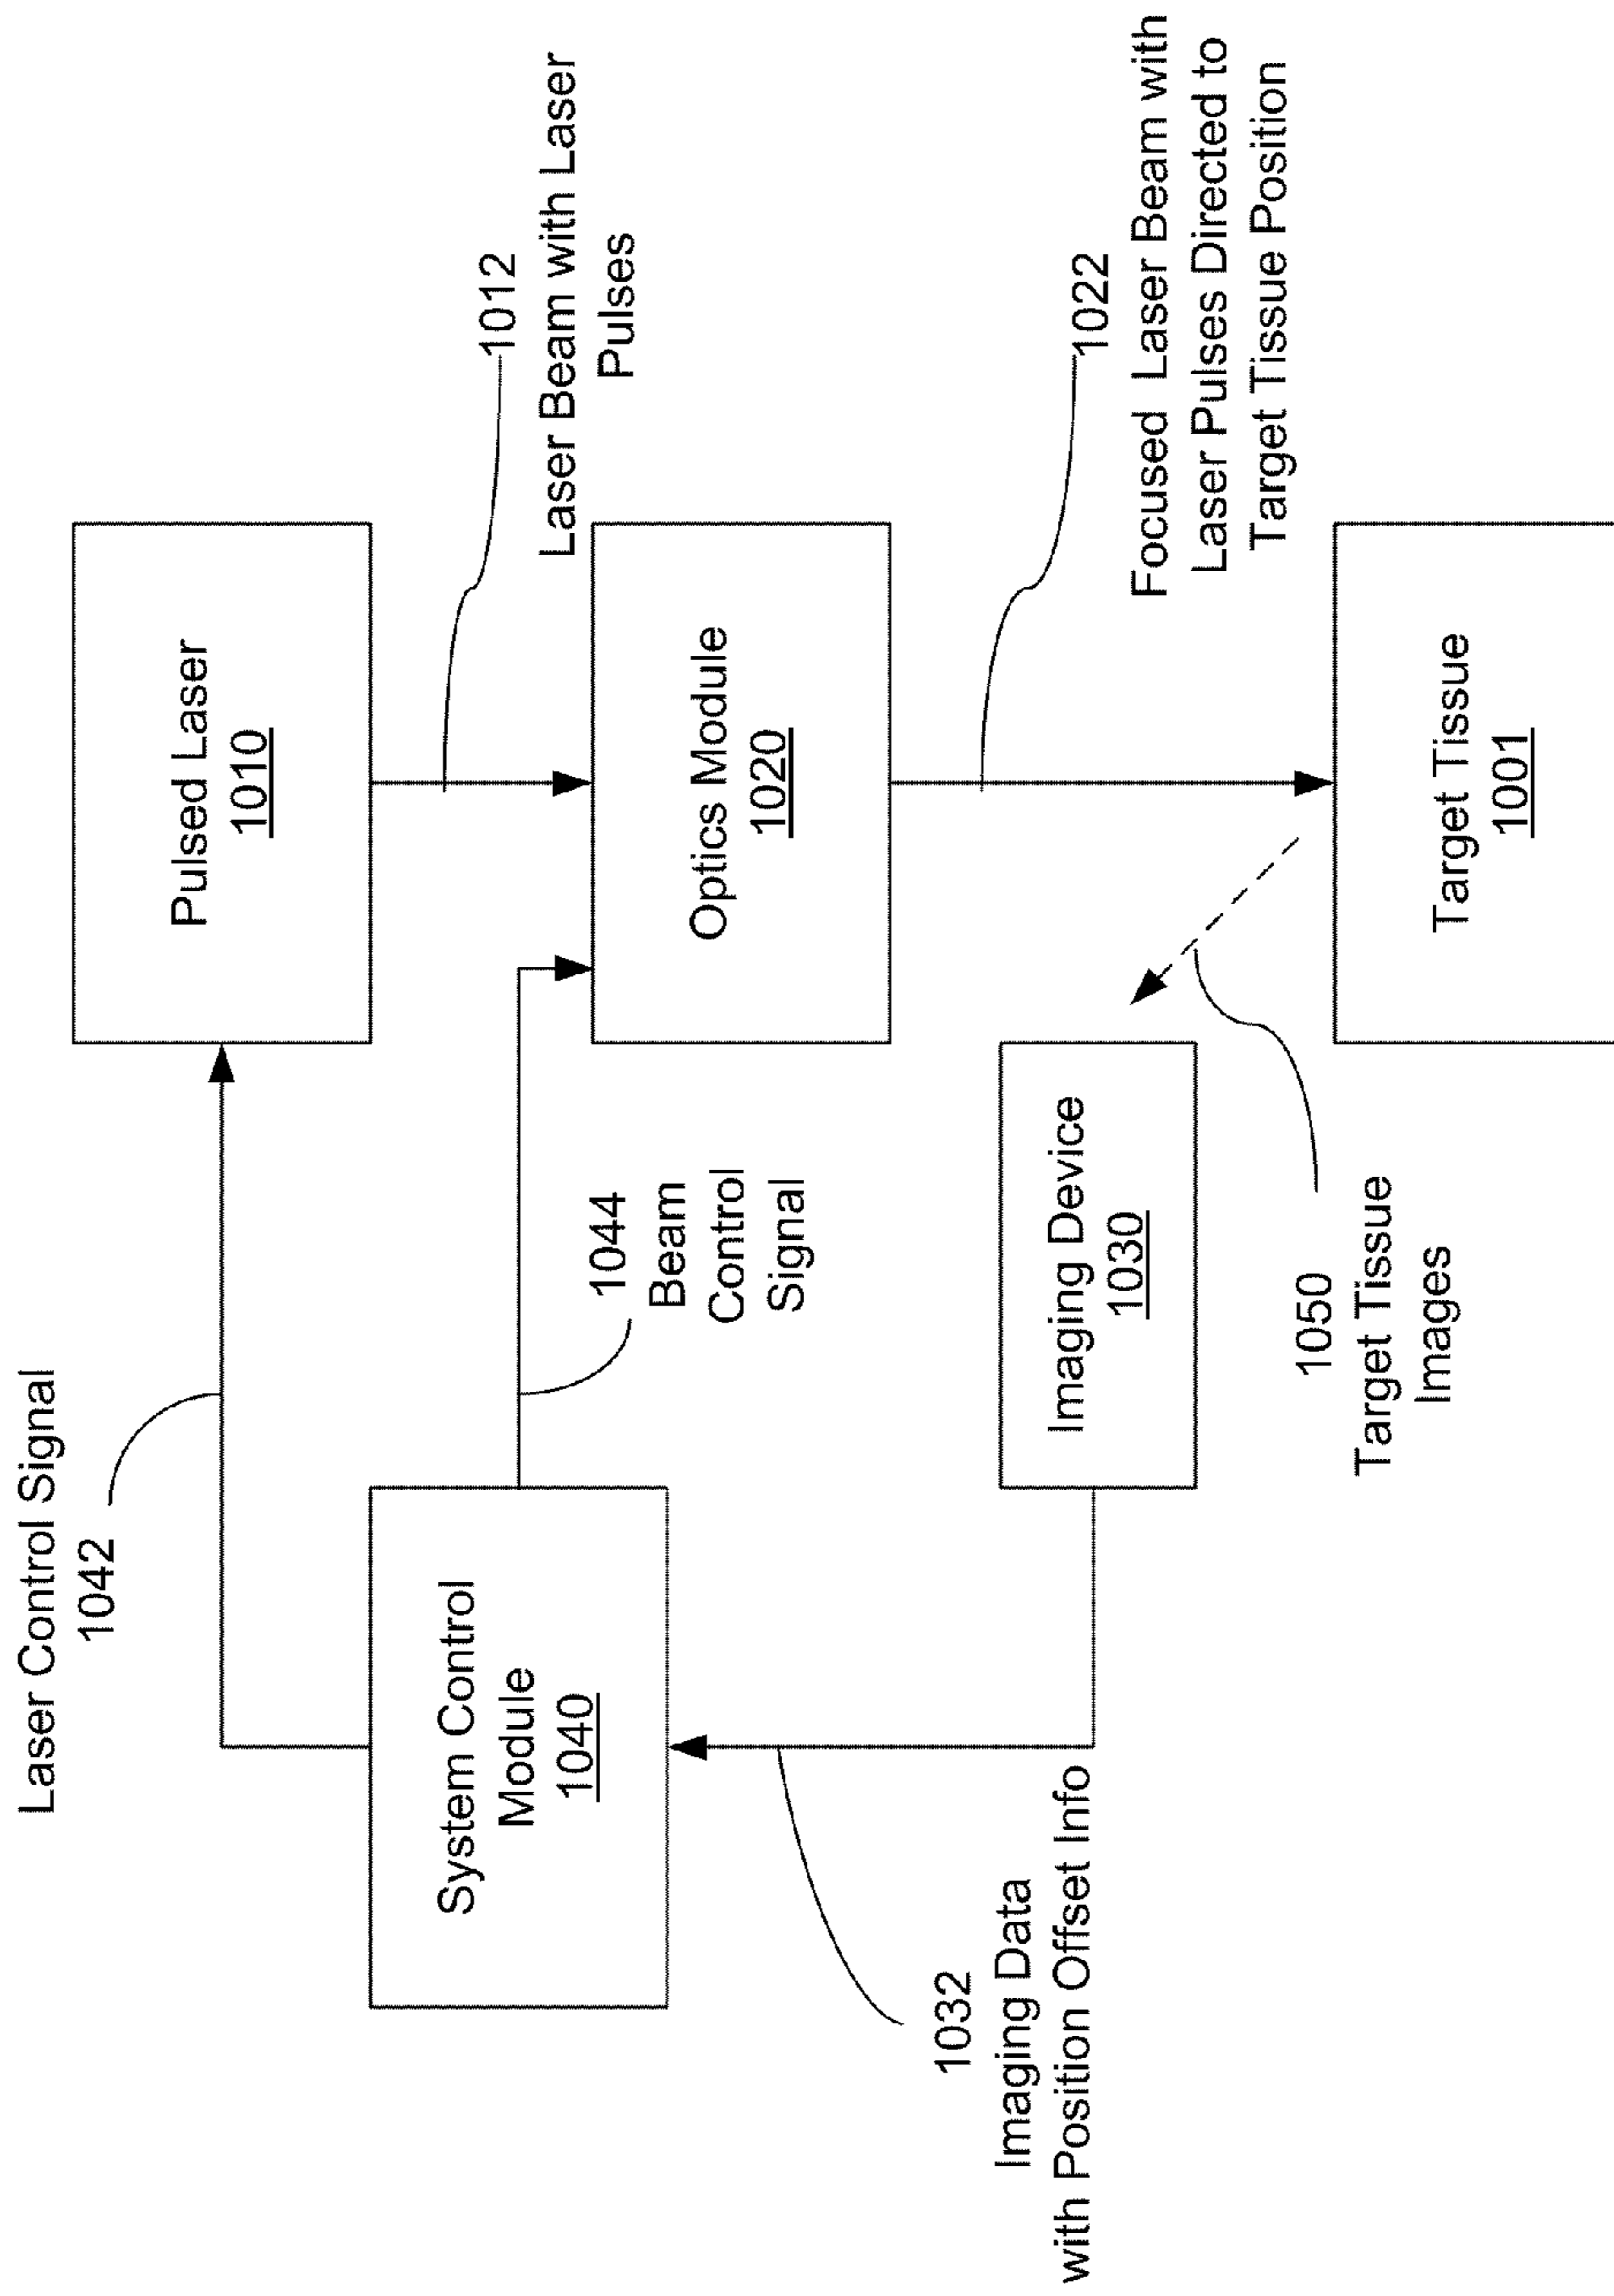 Laser Control Signal
1042
Pulsed Laser
1010
1012
Laser Beam with Laser
Pulses
System Control
Module
1040
1044
Beam
Control
Signal
Optics Module
1020
1022
Focused Laser Beam with
Laser Pulses Directed to
Target Tissue Position
1032
Imaging Data
with Position Offset Info
Imaging Device
1030
1050
Target Tissue
Images
Target Tissue
1001